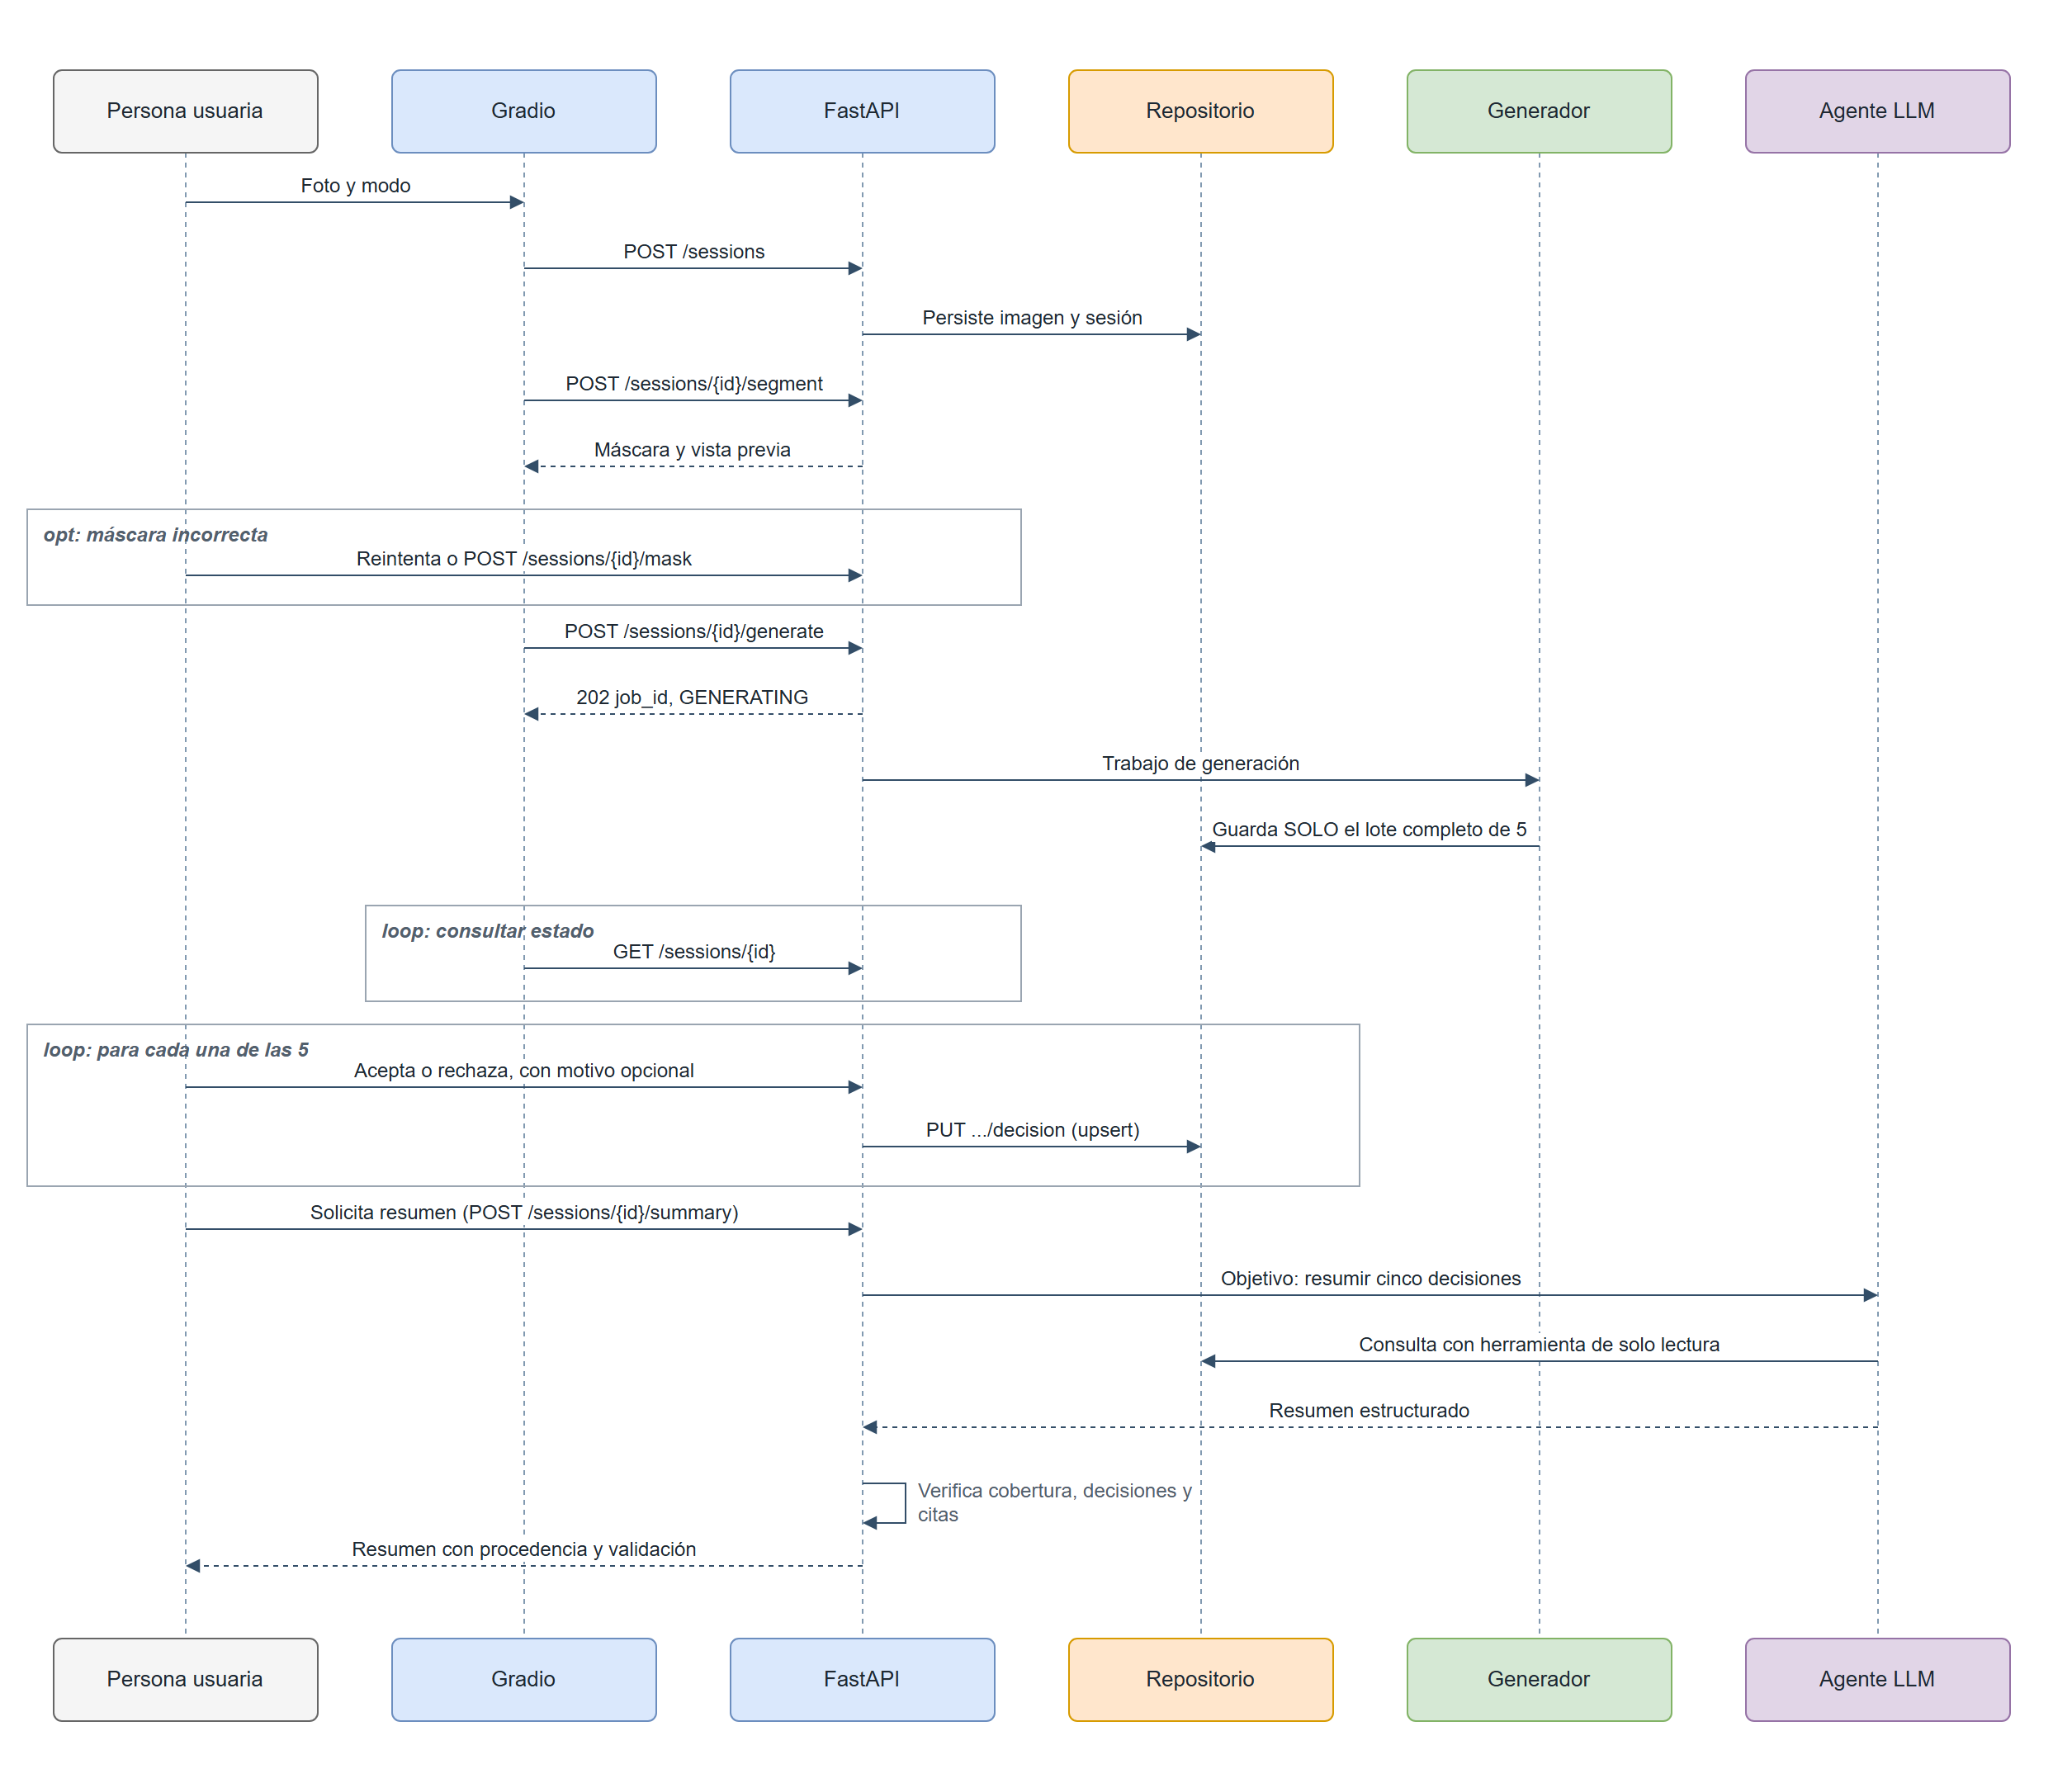 Persona usuaria
Gradio
FastAPI
Repositorio
Generador
Agente LLM
Foto y modo
POST /sessions
Persiste imagen y sesión
POST /sessions/{id}/segment
Máscara y vista previa
opt: máscara incorrecta
Reintenta o POST /sessions/{id}/mask
POST /sessions/{id}/generate
202 job_id, GENERATING
Trabajo de generación
Guarda SOLO el lote completo de 5
loop: consultar estado
GET /sessions/{id}
loop: para cada una de las 5
Acepta o rechaza, con motivo opcional
PUT .../decision (upsert)
Solicita resumen (POST /sessions/{id}/summary)
Objetivo: resumir cinco decisiones
Consulta con herramienta de solo lectura
Resumen estructurado
Verifica cobertura, decisiones y
citas
Resumen con procedencia y validación
Persona usuaria
Gradio
FastAPI
Repositorio
Generador
Agente LLM